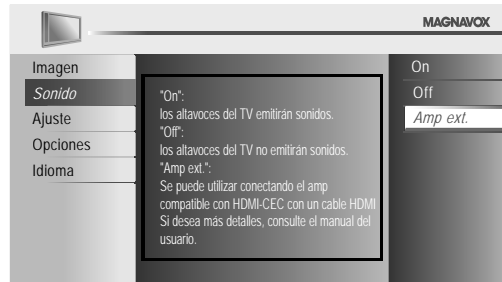 MAGNAVOX
Imagen
Sonido
Ajuste
Opciones
Idioma
"On":
los altavoces del TV emitirán sonidos.
"Off":
los altavoces del TV no emitirán sonidos.
"Amp ext.":
Se puede utilizar conectando el amp
compatible con HDMI-CEC con un cable HDMI
Si desea más detalles, consulte el manual del
usuario.
On
Off
Amp ext.